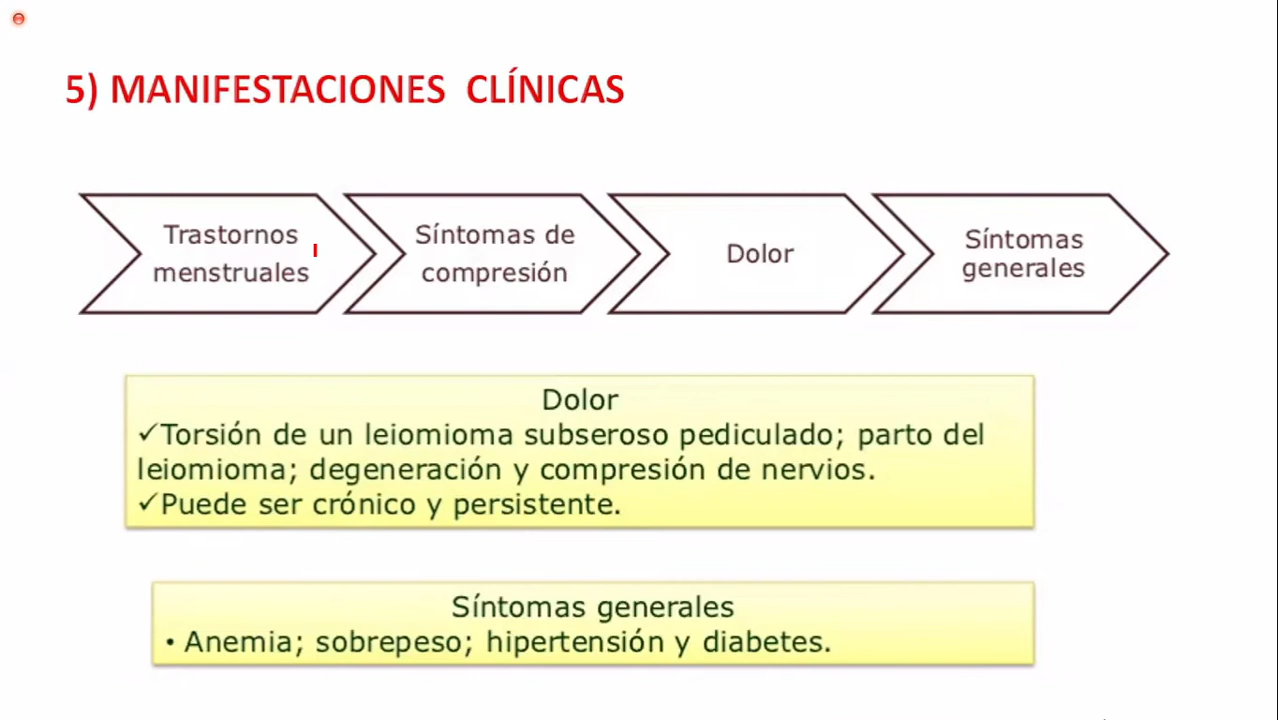 5) MANIFESTACIONES CLÍNICAS
Trastornos
menstruales
Síntomas de
compresión
Dolor
Síntomas
generales
Dolor
✓Torsión de un leiomioma subseroso pediculado; parto del
leiomioma; degeneración y compresión de nervios.
✓Puede ser crónico y persistente.
Síntomas generales
• Anemia; sobrepeso; hipertensión y diabetes.